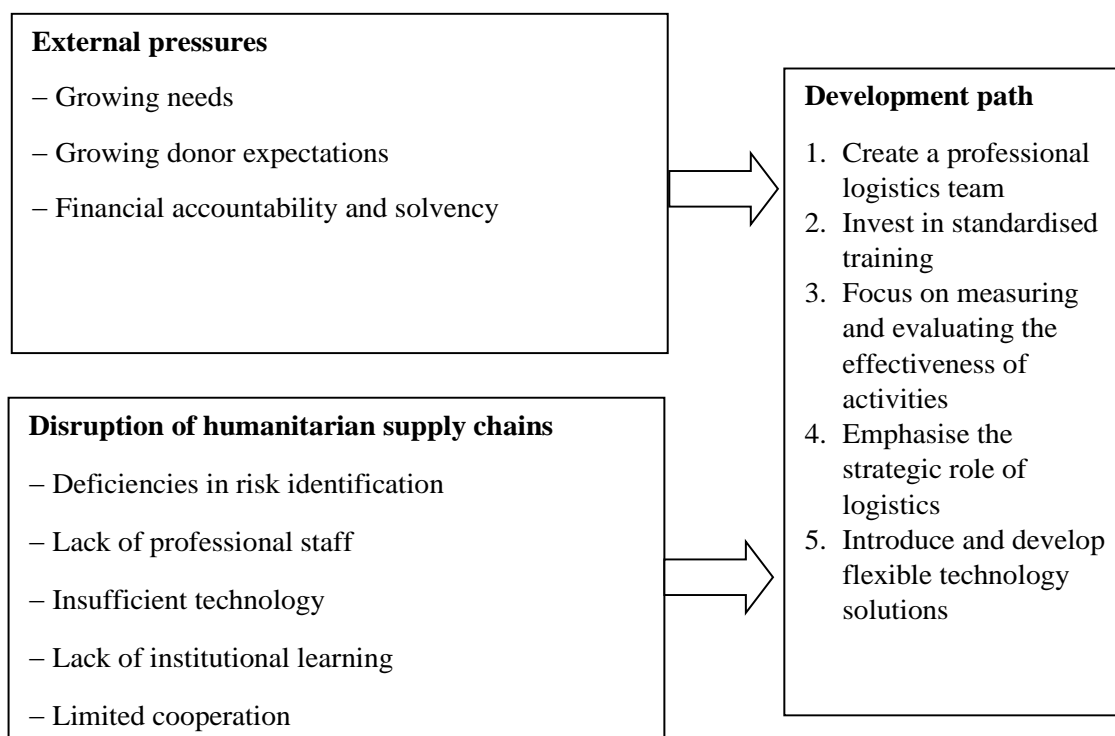 External pressures
– Growing needs
– Growing donor expectations
– Financial accountability and solvency
Disruption of humanitarian supply chains
– Deficiencies in risk identification
– Lack of professional staff
– Insufficient technology
– Lack of institutional learning
– Limited cooperation
Development path
1. Create a professional
logistics team
2. Invest in standardised
training
3. Focus on measuring
and evaluating the
effectiveness of
activities
4. Emphasise the
strategic role of
logistics
5. Introduce and develop
flexible technology
solutions